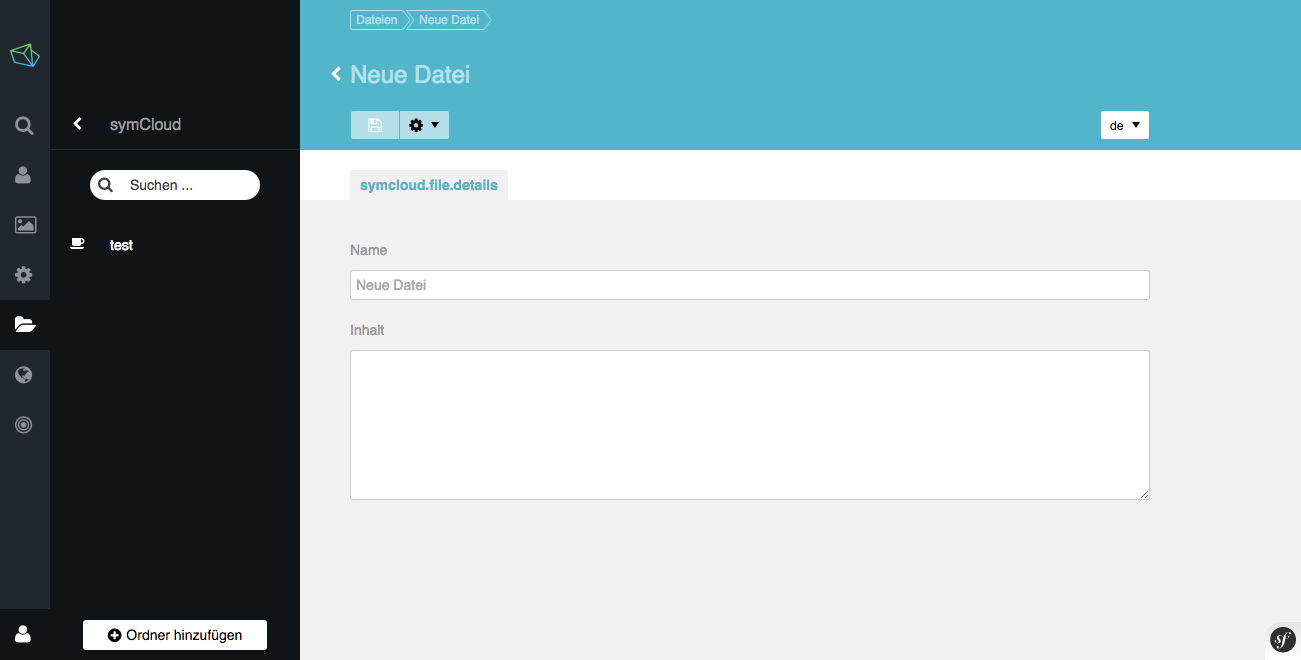 symCloud
Suchen ...
test
Ordner hinzufügen
Dateien
Neue Datei
Neue Datei
de
symcloud.file.details
Name
Neue Datei
Inhalt
sf